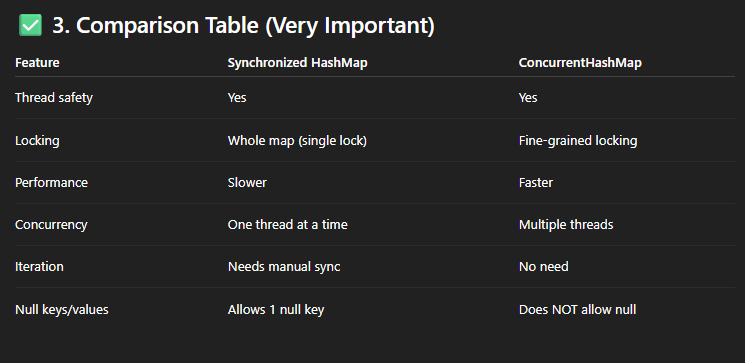 ✅ 3. Comparison Table (Very Important)
Feature Synchronized HashMap ConcurrentHashMap
Thread safety Yes Yes
Locking Whole map (single lock) Fine-grained locking
Performance Slower Faster
Concurrency One thread at a time Multiple threads
Iteration Needs manual sync No need
Null keys/values Allows 1 null key Does NOT allow null